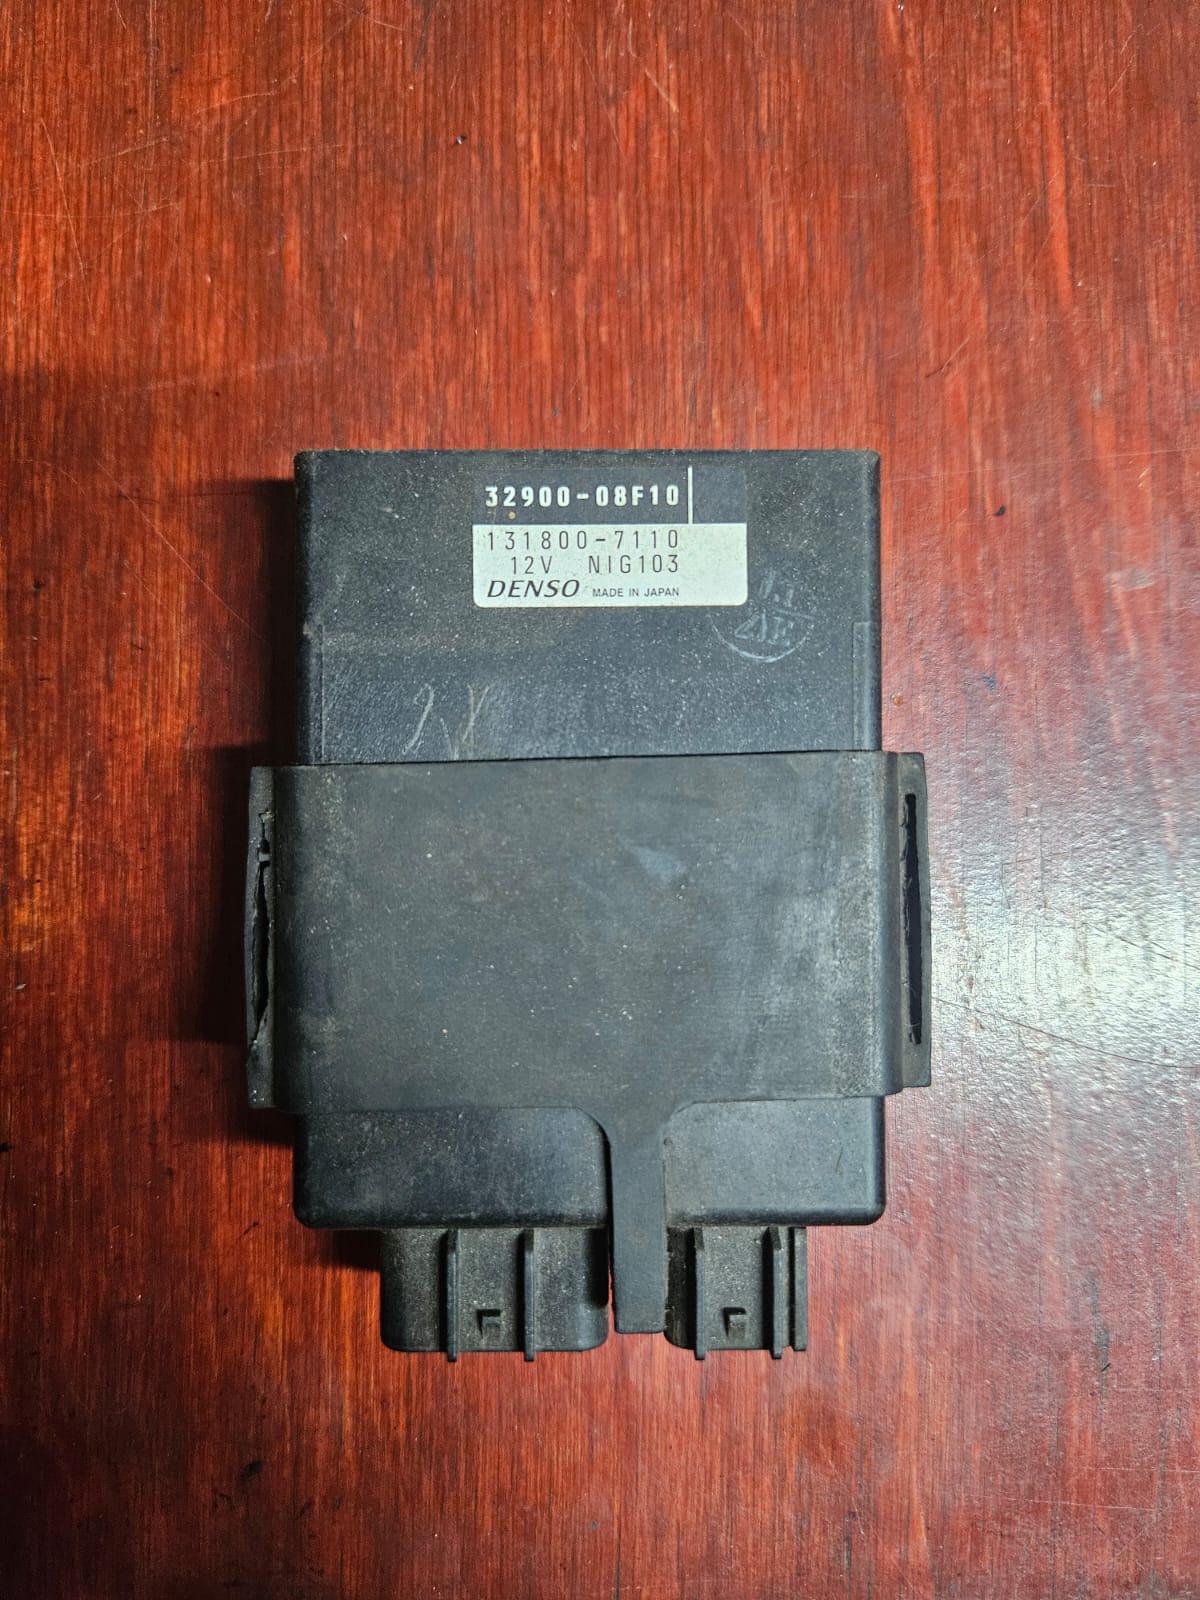 32900-08F10
131800-7110
12V NIG103
DENSO MADE IN JAPAN